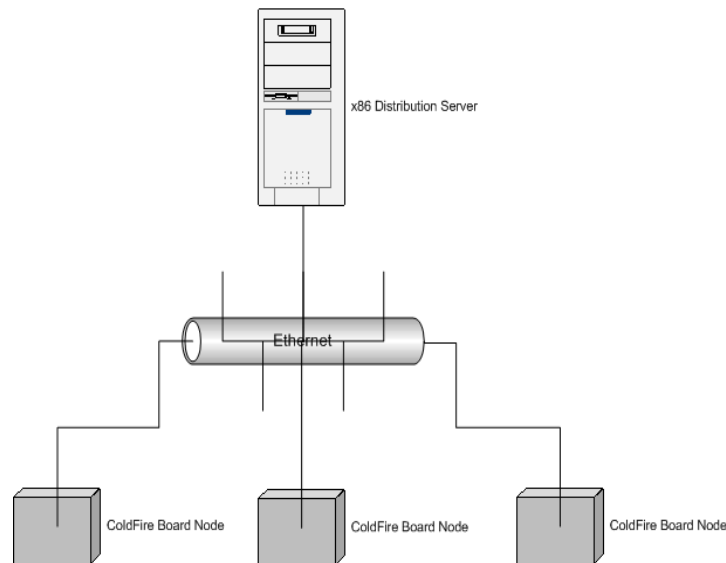 x86 Distribution Server
Ethernet
ColdFire Board Node
ColdFire Board Node
ColdFire Board Node